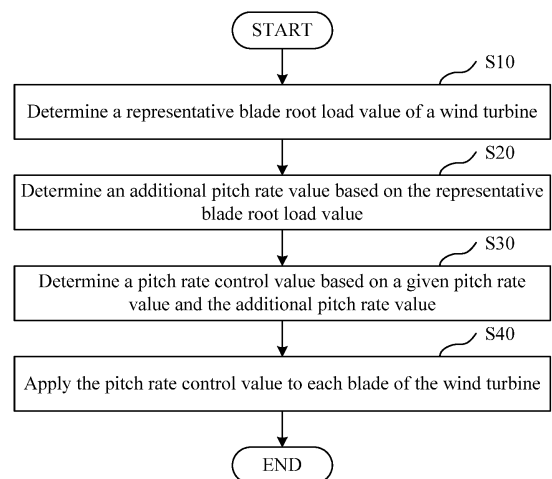 START
S10
Determine a representative blade root load value of a wind turbine
S20
Determine an additional pitch rate value based on the representative
blade root load value
S30
Determine a pitch rate control value based on a given pitch rate
value and the additional pitch rate value
S40
Apply the pitch rate control value to each blade of the wind turbine
END